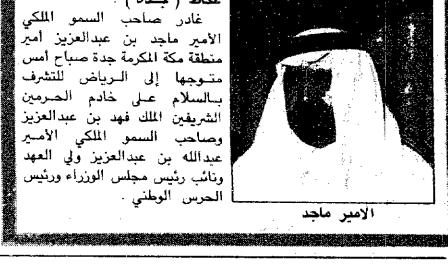 عكاظ ( جدة ) :
غادر صاحب السمو الملكي
الأمير ماجد بن عبدالعزيز أمير
منطقة مكة المكرمة جدة صباح أمس
متوجها إلى الرياض للتشرف
بالسلام على خادم الحرمين
الشريفين الملك فهد بن عبدالعزيز
وصاحب السمو الملكي الأمير
عبدالله بن عبدالعزيز ولي العهد
ونائب رئيس مجلس الوزراء ورئيس
الحرس الوطني .
الامير ماجد